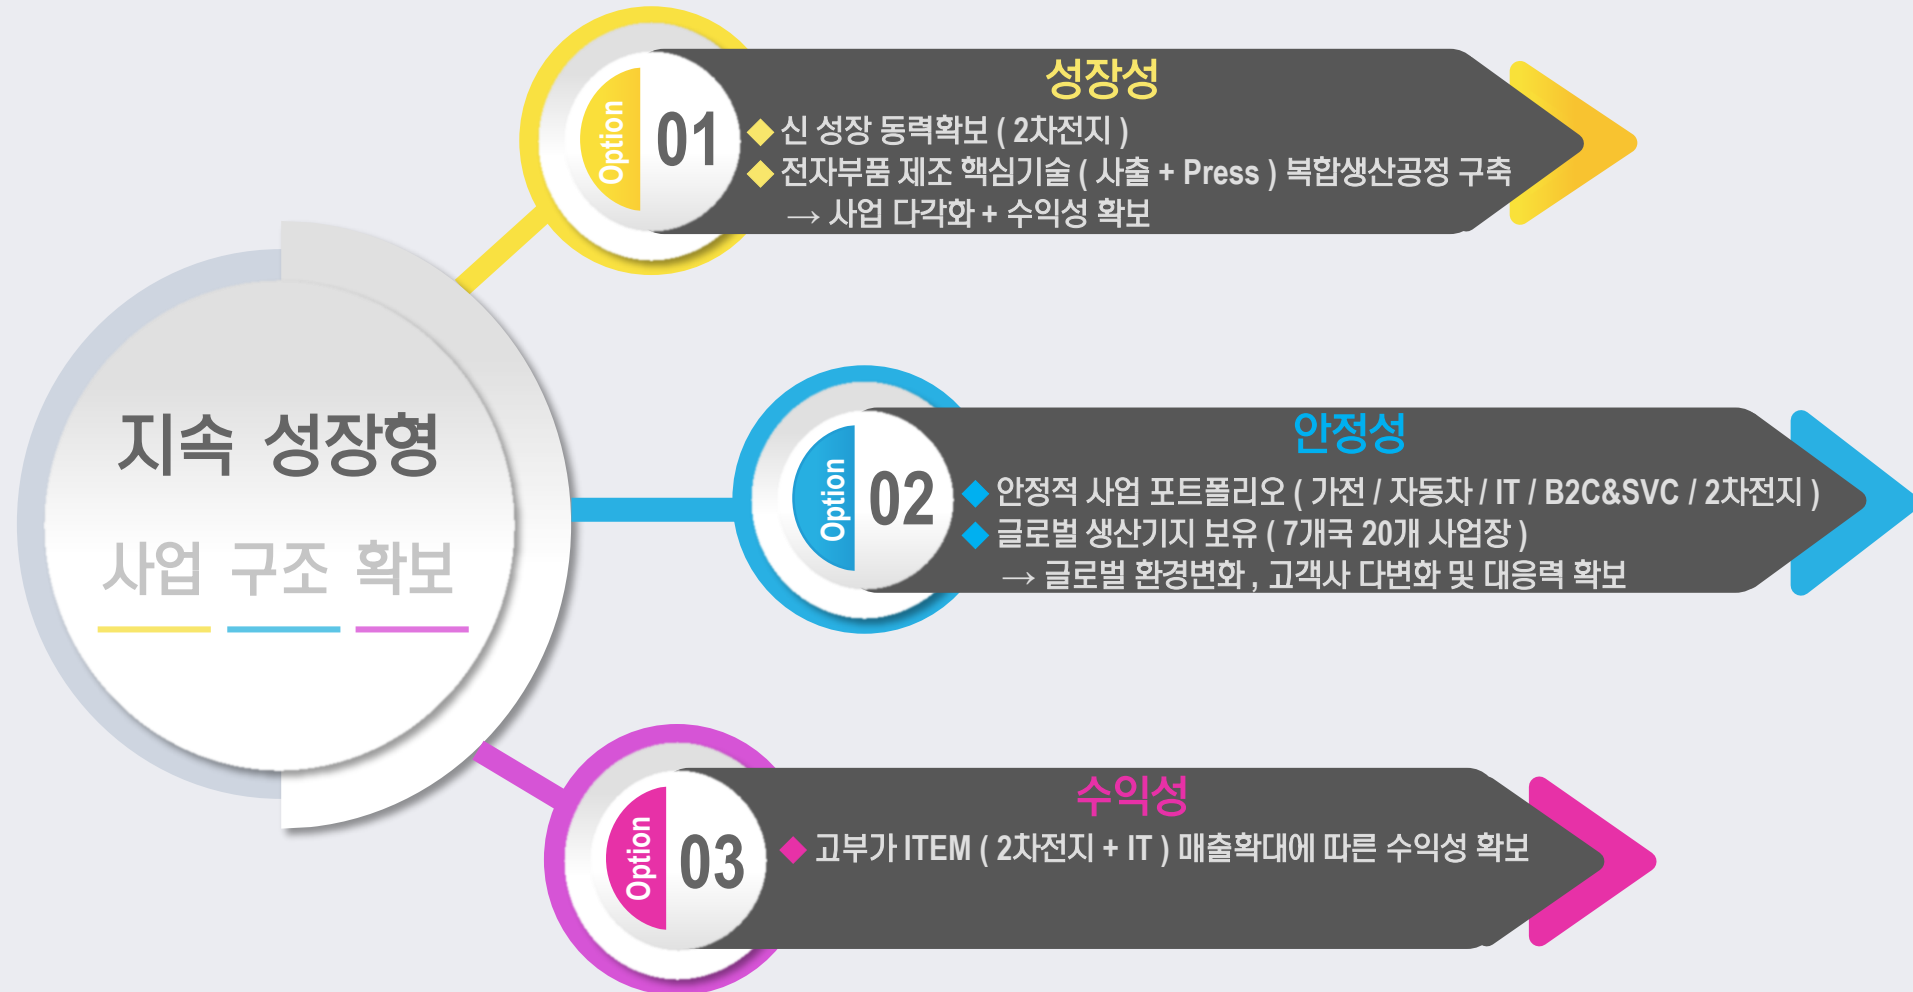 지속 성장형
사업 구조 확보
Option
01
성장성
◆ 신 성장 동력확보 ( 2차전지 )
◆ 전자부품 제조 핵심기술 ( 사출 + Press ) 복합생산공정 구축
→ 사업 다각화 + 수익성 확보
Option
02
안정성
◆ 안정적 사업 포트폴리오 ( 가전 / 자동차 / IT / B2C&SVC / 2차전지 )
◆ 글로벌 생산기지 보유 ( 7개국 20개 사업장 )
→ 글로벌 환경변화 , 고객사 다변화 및 대응력 확보
Option
03
수익성
◆ 고부가 ITEM ( 2차전지 + IT ) 매출확대에 따른 수익성 확보